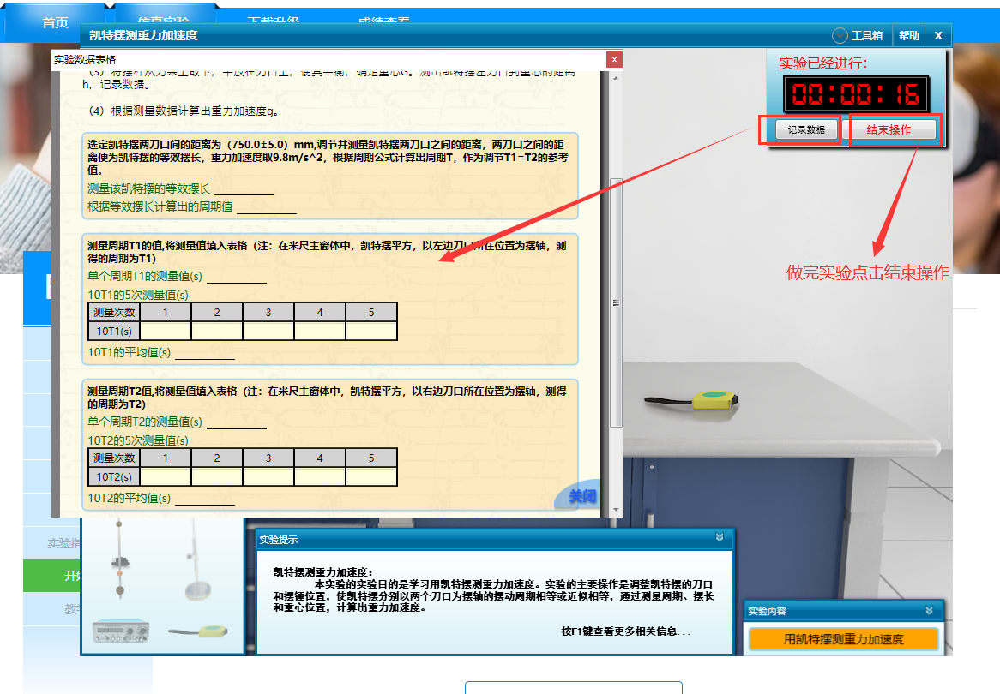 首页
仿真实验
下载升级
成绩查看
凯特摆测重力加速度
工具箱
帮助
X
实验数据表格
x
实验已经进行:
00:00:16
记录数据
结束操作
(3) 将摆杆从刀架上取下，平放在刀口上，使其平衡，确定重心G。测出凯特摆左刀口到重心的距离
h，记录数据。
(4) 根据测量数据计算出重力加速度g。
选定凯特摆两刀口间的距离为（750.0±5.0）mm,调节并测量凯特摆两刀口之间的距离，两刀口之间的距
离便为凯特摆的等效摆长，重力加速度取9.8m/s^2，根据周期公式计算出周期T，作为调节T1=T2的参考
值。
测量该凯特摆的等效摆长
根据等效摆长计算出的周期值
测量周期T1的值,将测量值填入表格（注：在米尺主窗体中，凯特摆平方，以左边刀口所在位置为摆轴，测
得的周期为T1）
单个周期T1的测量值(s)
10T1的5次测量值(s)
测量次数 1 2 3 4 5
10T1(s)
10T1的平均值(s)
测量周期T2值,将测量值填入表格（注：在米尺主窗体中，凯特摆平方，以右边刀口所在位置为摆轴，测得
的周期为T2）
单个周期T2的测量值(s)
10T2的5次测量值(s)
测量次数 1 2 3 4 5
10T2(s)
10T2的平均值(s)
关闭
做完实验点击结束操作
实验指
开始
教学
实验提示
凯特摆测重力加速度：
本实验的实验目的是学习用凯特摆测重力加速度。实验的主要操作是调整凯特摆的刀口
和摆锤位置，使凯特摆分别以两个刀口为摆轴的摆动周期相等或近似相等，通过测量周期、摆长
和重心位置，计算出重力加速度。
按F1键查看更多相关信息...
实验内容
用凯特摆测重力加速度